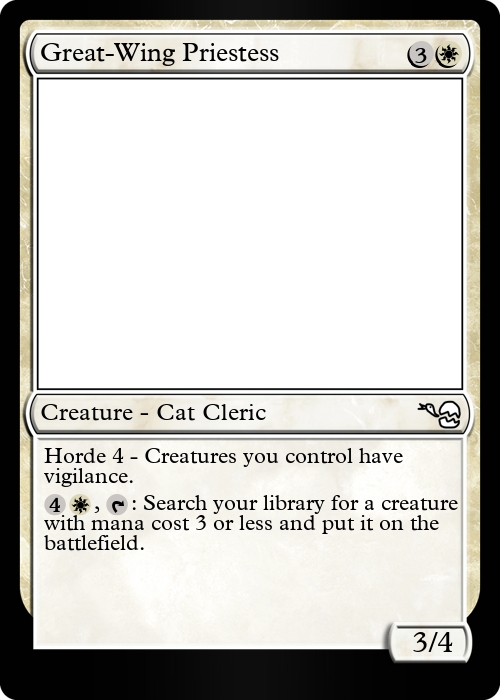 Great-Wing Priestess 3
Creature - Cat Cleric
Horde 4 - Creatures you control have
vigilance.
4 , : Search your library for a creature
with mana cost 3 or less and put it on the
battlefield.
3/4